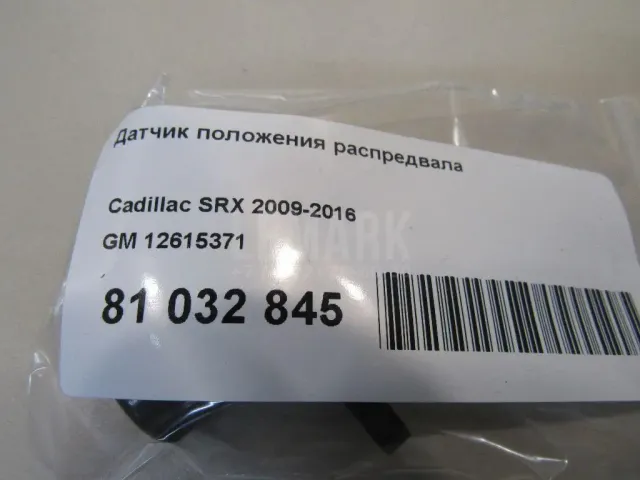 Датчик положения распредвала
Cadillac SRX 2009-2016
GM 12615371
81 032 845